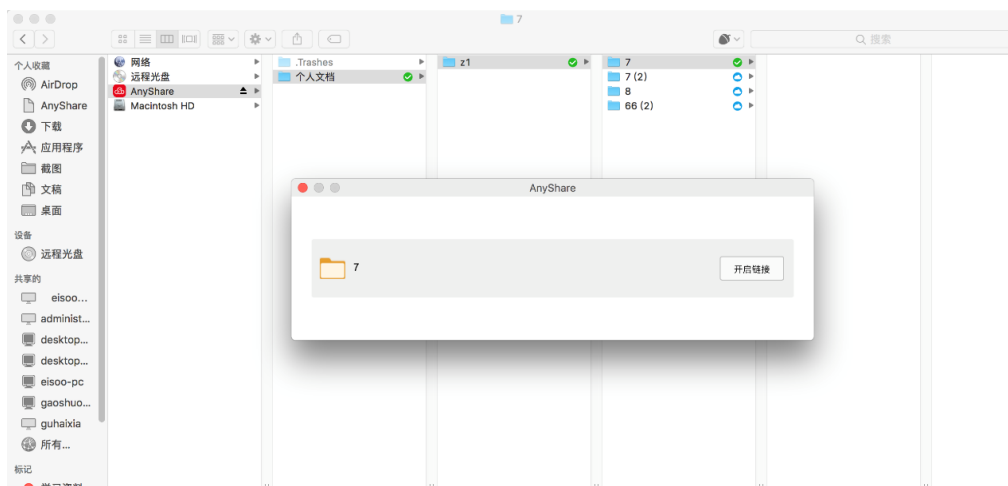 7
搜索
个人收藏
AirDrop
AnyShare
下载
应用程序
截图
文稿
桌面
设备
远程光盘
共享的
eisoo...
administ...
desktop...
desktop...
eisoo-pc
gaoshuo...
guhaixia
所有...
标记
网络
远程光盘
AnyShare
Macintosh HD
.Trashes
个人文档
z1
7
7 (2)
8
66 (2)
AnyShare
7
开启链接